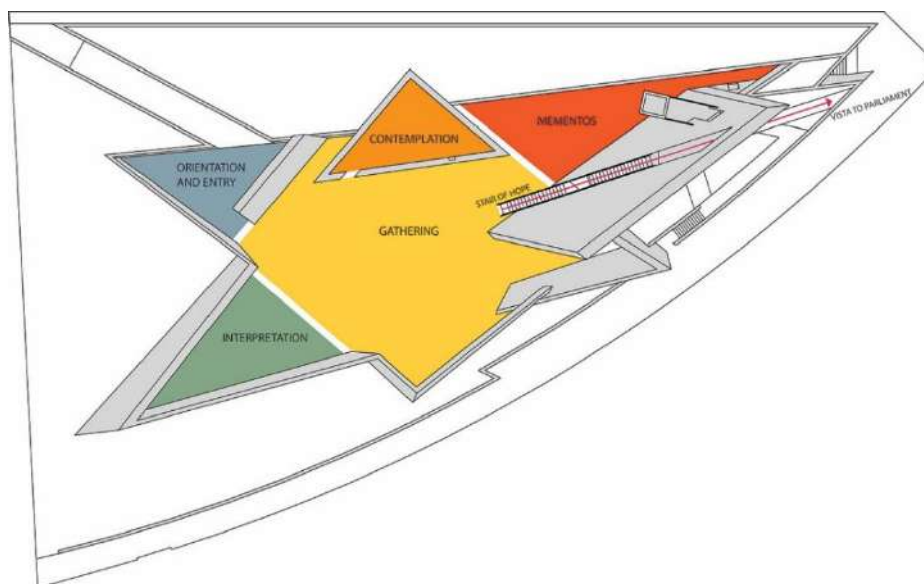 MEMENTOS
CONTEMPLATION
VISTA TO PARLIAMENT
ORIENTATION
AND ENTRY
STAIR OF HOPE
GATHERING
INTERPRETATION